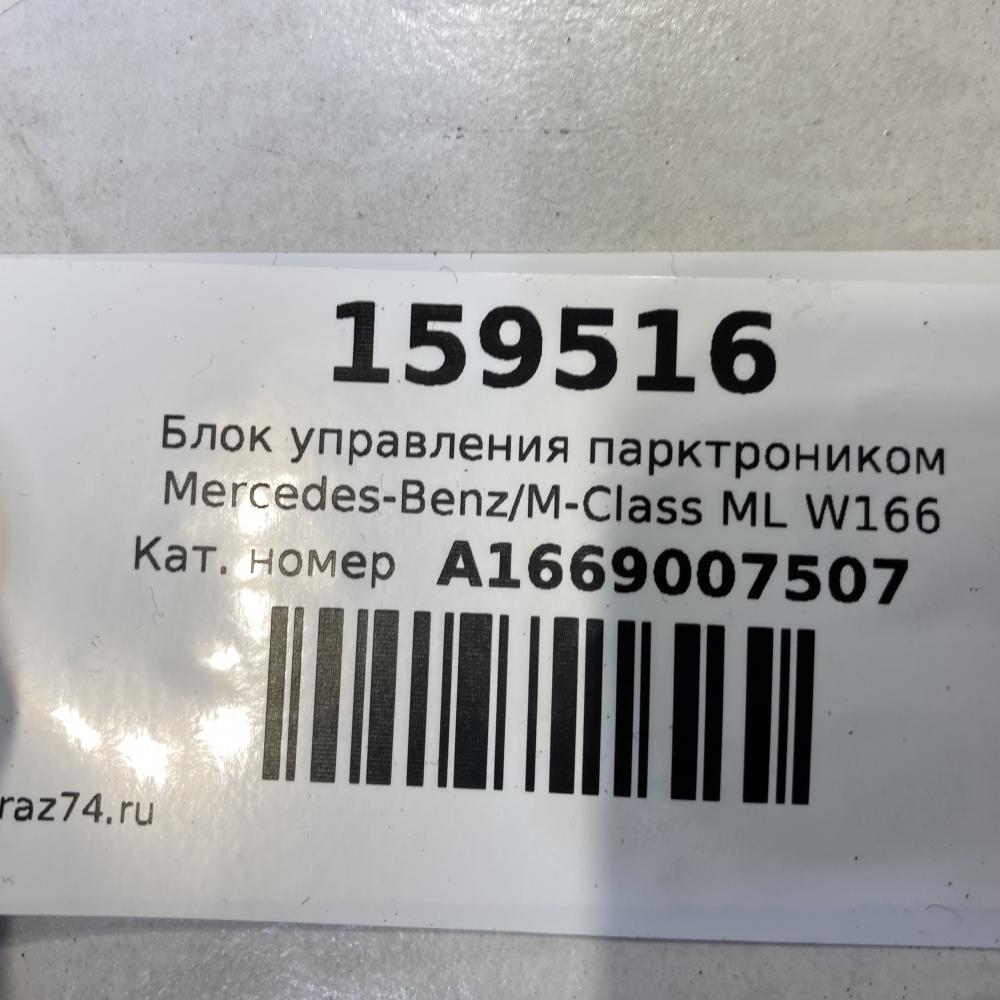 159516
Блок управления парктроником
Mercedes-Benz/M-Class ML W166
Кат. номер A1669007507
raz74.ru